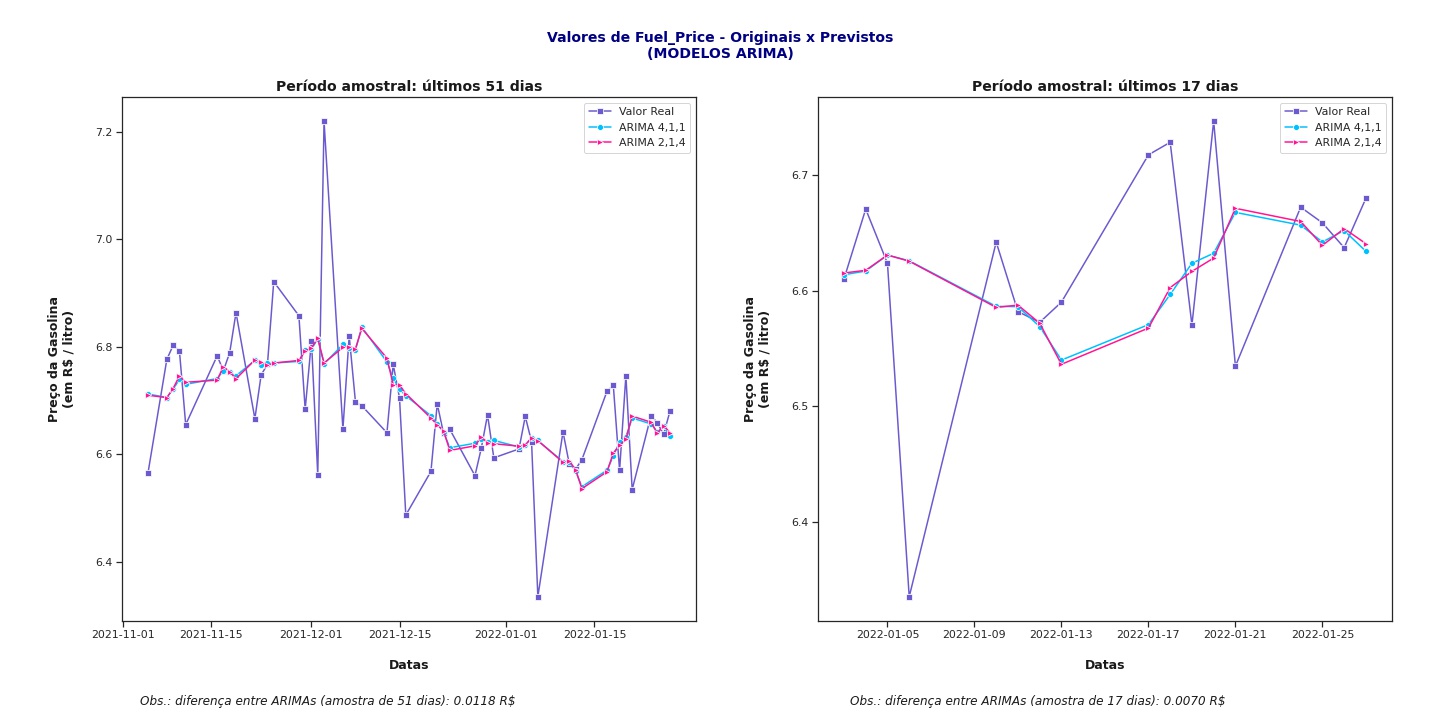 Valores de Fuel_Price - Originais x Previstos
(MODELOS ARIMA)
Período amostral: últimos 51 dias
Valor Real
ARIMA 4,1,1
ARIMA 2,1,4
7.2
7.0
6.8
6.6
6.4
Preço da Gasolina
(em R$ / litro)
2021-11-01 2021-11-15 2021-12-01 2021-12-15 2022-01-01 2022-01-15
Datas
Obs.: diferença entre ARIMAs (amostra de 51 dias): 0.0118 R$
Período amostral: últimos 17 dias
Valor Real
ARIMA 4,1,1
ARIMA 2,1,4
6.7
6.6
6.5
6.4
Preço da Gasolina
(em R$ / litro)
2022-01-05 2022-01-09 2022-01-13 2022-01-17 2022-01-21 2022-01-25
Datas
Obs.: diferença entre ARIMAs (amostra de 17 dias): 0.0070 R$